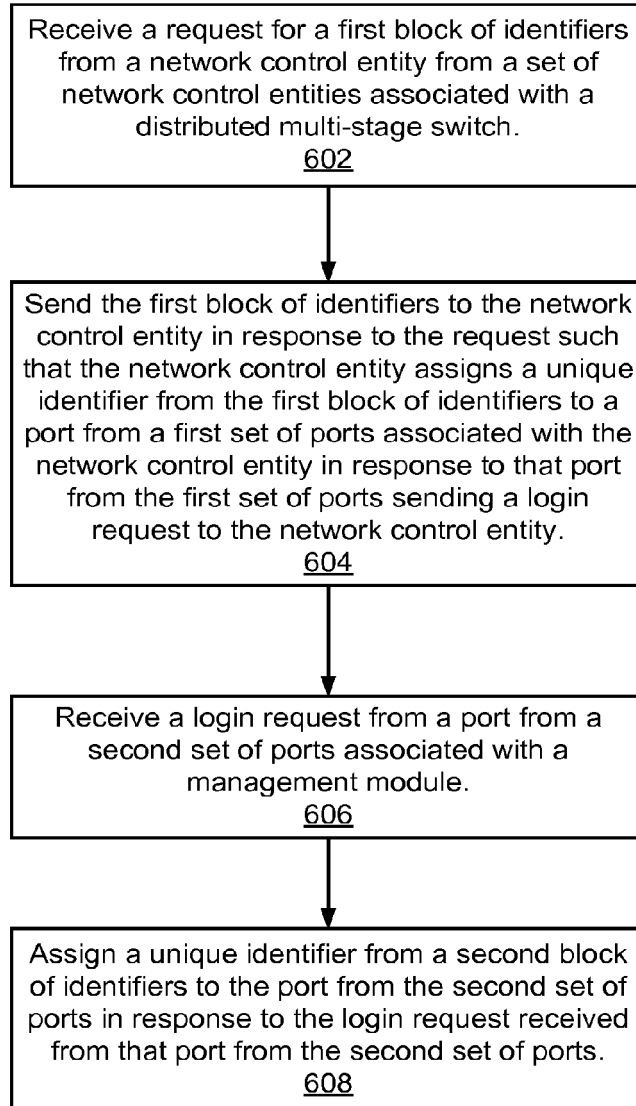 Receive a request for a first block of identifiers
from a network control entity from a set of
network control entities associated with a
distributed multi-stage switch.
602
Send the first block of identifiers to the network
control entity in response to the request such
that the network control entity assigns a unique
identifier from the first block of identifiers to a
port from a first set of ports associated with the
network control entity in response to that port
from the first set of ports sending a login
request to the network control entity.
604
Receive a login request from a port from a
second set of ports associated with a
management module.
606
Assign a unique identifier from a second block
of identifiers to the port from the second set of
ports in response to the login request received
from that port from the second set of ports.
608